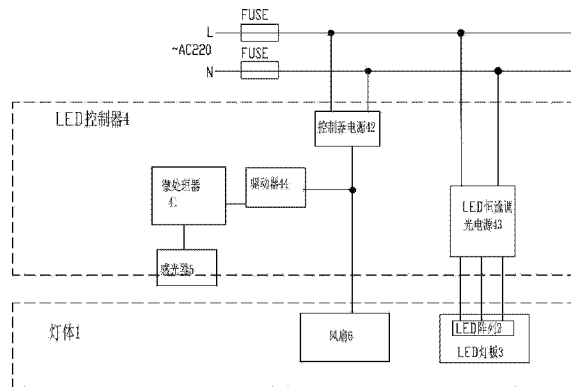 FUSE
L
~AC220
FUSE
N
LED控制器4
控制器电源42
微处理器
41
驱动器44
LED恒流调
光电源43
感光器5
灯体1
风扇6
LED阵列2
LED灯板3